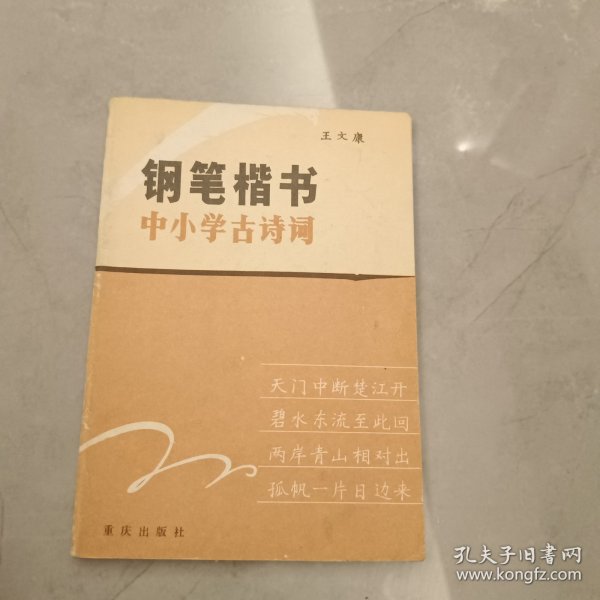 王文康
钢笔楷书
中小学古诗词
天门中断楚江开
碧水东流至此回
两岸青山相对出
孤帆一片日边来
重庆出版社
孔夫子旧书网
www.kongfz.com